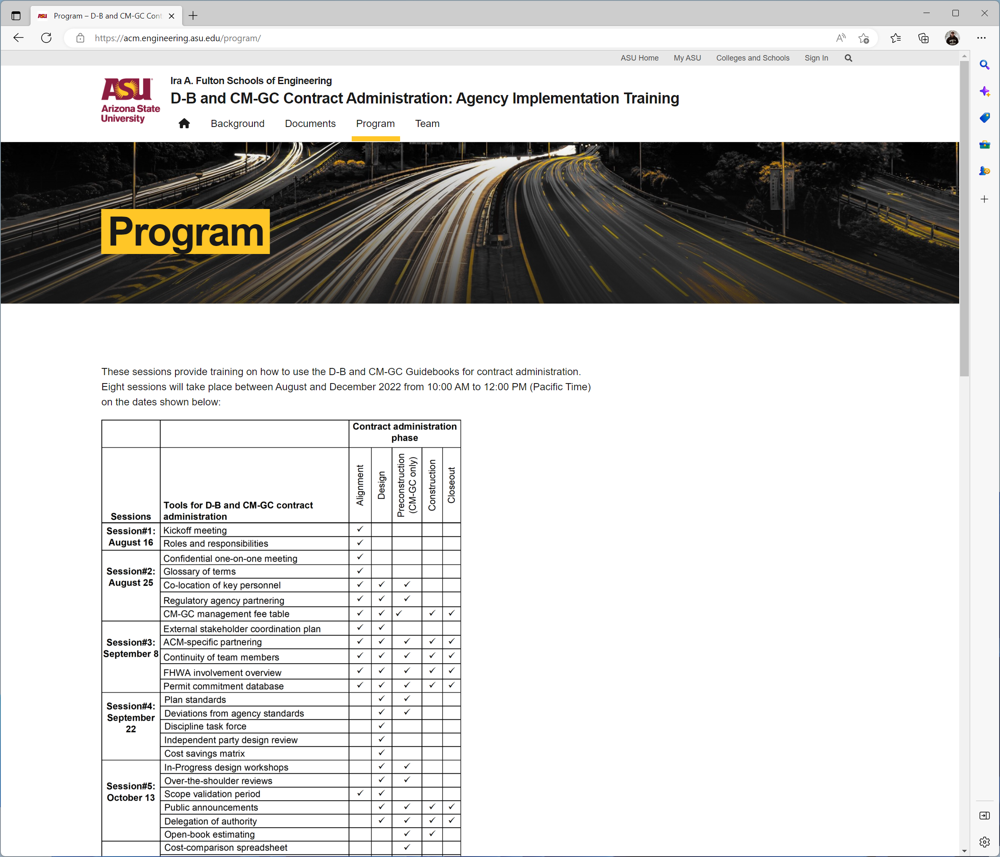 ASU Program – D-B and CM-GC Cont
https://acm.engineering.asu.edu/program/
ASU Home My ASU Colleges and Schools Sign In
ASU
Arizona State
University
Ira A. Fulton Schools of Engineering
D-B and CM-GC Contract Administration: Agency Implementation Training
Background Documents Program Team
Program
These sessions provide training on how to use the D-B and CM-GC Guidebooks for contract administration.
Eight sessions will take place between August and December 2022 from 10:00 AM to 12:00 PM (Pacific Time)
on the dates shown below:
Contract administration
phase
Sessions
Tools for D-B and CM-GC contract
administration
Alignment
Design
Preconstruction
(CM-GC only)
Construction
Closeout
Session#1:
August 16
Kickoff meeting ✓
Roles and responsibilities ✓
Session#2:
August 25
Confidential one-on-one meeting ✓
Glossary of terms ✓
Co-location of key personnel ✓ ✓ ✓
Regulatory agency partnering ✓ ✓ ✓
CM-GC management fee table ✓ ✓ ✓ ✓ ✓
Session#3:
September 8
External stakeholder coordination plan ✓ ✓
ACM-specific partnering ✓ ✓ ✓ ✓ ✓
Continuity of team members ✓ ✓ ✓ ✓ ✓
FHWA involvement overview ✓ ✓ ✓ ✓ ✓
Permit commitment database ✓ ✓ ✓ ✓ ✓
Session#4:
September
22
Plan standards ✓ ✓
Deviations from agency standards ✓ ✓
Discipline task force ✓
Independent party design review ✓
Cost savings matrix ✓
Session#5:
October 13
In-Progress design workshops ✓ ✓
Over-the-shoulder reviews ✓ ✓
Scope validation period ✓ ✓
Public announcements ✓ ✓ ✓ ✓
Delegation of authority ✓ ✓ ✓ ✓
Open-book estimating ✓ ✓
Cost-comparison spreadsheet ✓